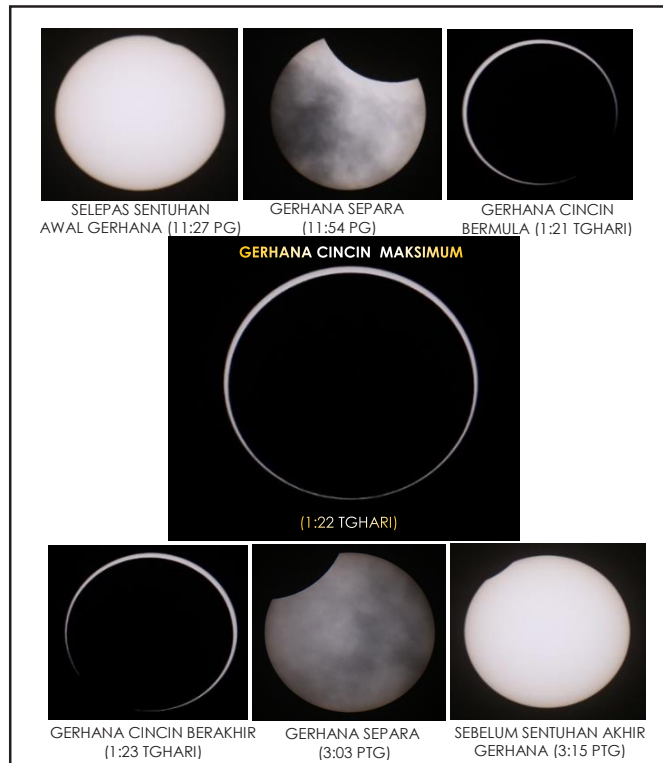 SELEPAS SENTUHAN
AWAL GERHANA (11:27 PG)
GERHANA SEPARA
(11:54 PG)
GERHANA CINCIN
BERMULA (1:21 TGHARI)
GERHANA CINCIN MAKSIMUM
(1:22 TGHARI)
GERHANA CINCIN BERAKHIR
(1:23 TGHARI)
GERHANA SEPARA
(3:03 PTG)
SEBELUM SENTUHAN AKHIR
GERHANA (3:15 PTG)